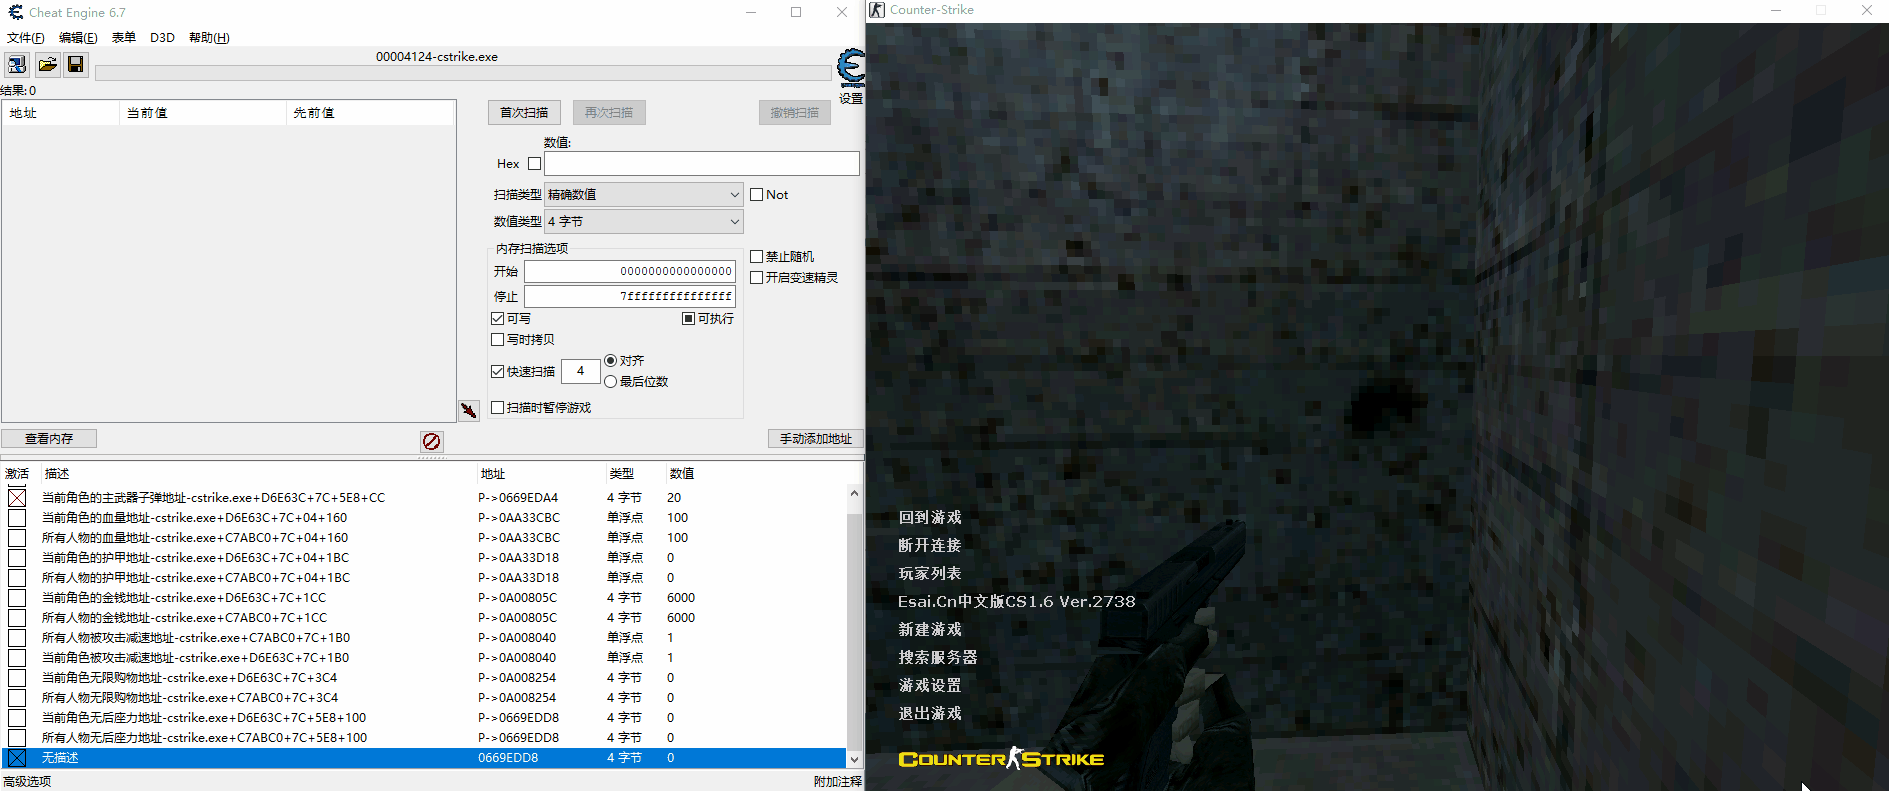 Cheat Engine 6.7
文件(F) 编辑(E) 表单 D3D 帮助(H)
00004124-cstrike.exe
设置
结果: 0
地址 当前值 先前值
首次扫描 再次扫描 撤销扫描
数值:
Hex
扫描类型 精确数值 Not
数值类型 4 字节
内存扫描选项
开始 0000000000000000
停止 7fffffffffffffff
禁止随机
开启变速精灵
可写 可执行
写时拷贝
快速扫描 4 对齐
最后位数
扫描时暂停游戏
查看内存 手动添加地址
激活 描述 地址 类型 数值
当前角色的主武器子弹地址-cstrike.exe+D6E63C+7C+5E8+CC P->0669EDA4 4 字节 20
当前角色的血量地址-cstrike.exe+D6E63C+7C+04+160 P->0AA33CBC 单浮点 100
所有人物的血量地址-cstrike.exe+C7ABC0+7C+04+160 P->0AA33CBC 单浮点 100
当前角色的护甲地址-cstrike.exe+D6E63C+7C+04+1BC P->0AA33D18 单浮点 0
所有人物的护甲地址-cstrike.exe+C7ABC0+7C+04+1BC P->0AA33D18 单浮点 0
当前角色的金钱地址-cstrike.exe+D6E63C+7C+1CC P->0A00805C 4 字节 6000
所有人物的金钱地址-cstrike.exe+C7ABC0+7C+1CC P->0A00805C 4 字节 6000
所有人物被攻击减速地址-cstrike.exe+C7ABC0+7C+1B0 P->0A008040 单浮点 1
当前角色被攻击减速地址-cstrike.exe+D6E63C+7C+1B0 P->0A008040 单浮点 1
当前角色无限购物地址-cstrike.exe+D6E63C+7C+3C4 P->0A008254 4 字节 0
所有人物无限购物地址-cstrike.exe+C7ABC0+7C+3C4 P->0A008254 4 字节 0
当前角色无后座力地址-cstrike.exe+D6E63C+7C+5E8+100 P->0669EDD8 4 字节 0
所有人物无后座力地址-cstrike.exe+C7ABC0+7C+5E8+100 P->0669EDD8 4 字节 0
无描述 0669EDD8 4 字节 0
高级选项 附加注释
Counter-Strike
回到游戏
断开连接
玩家列表
Esai.Cn中文版CS1.6 Ver.2738
新建游戏
搜索服务器
游戏设置
退出游戏
COUNTER STRIKE